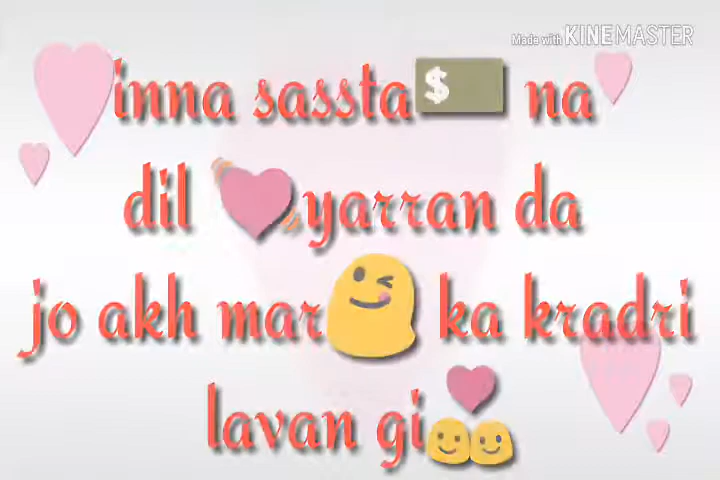 Made with KINEMASTER
inna sassta na
dil yarran da
jo akh mar ka kradri
lavan gi